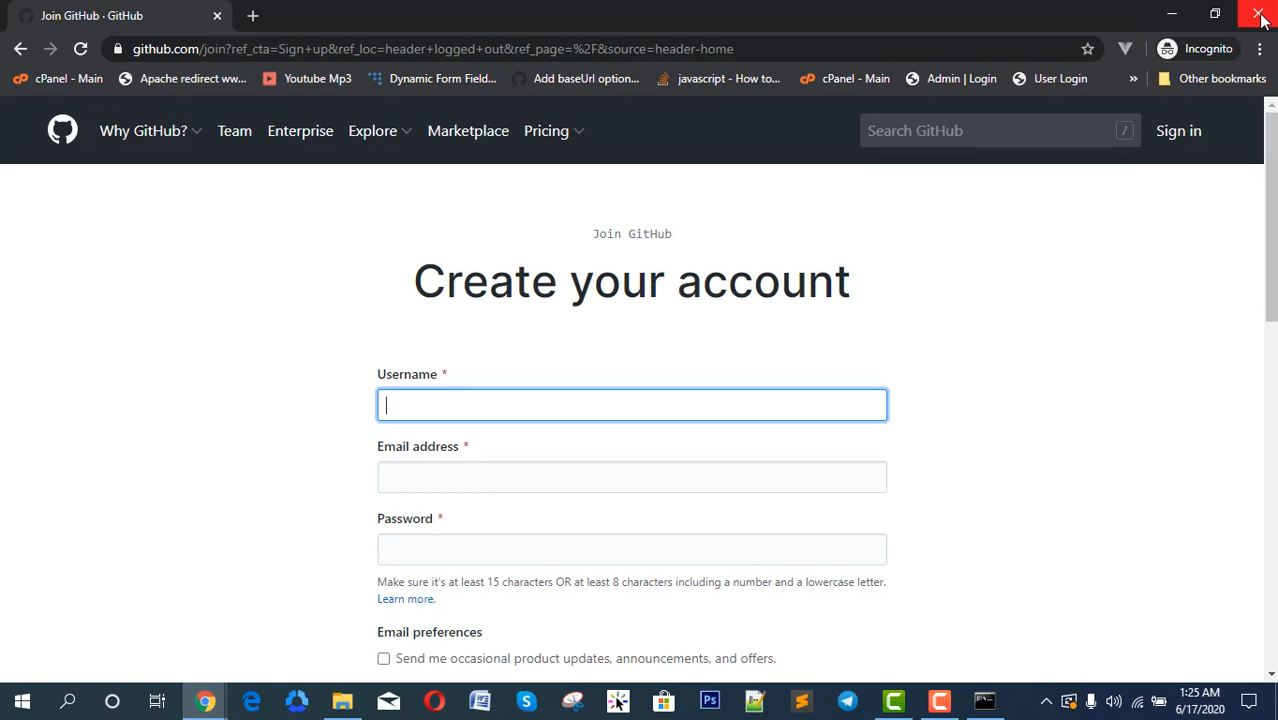 Join GitHub · GitHub
github.com/join?ref_cta=Sign+up&ref_loc=header+logged+out&ref_page=%2F&source=header-home
Incognito
cPanel - Main
Apache redirect ww...
Youtube Mp3
Dynamic Form Field...
Add baseUrl option...
javascript - How to...
cPanel - Main
Admin | Login
User Login
»
Other bookmarks
Why GitHub?
Team
Enterprise
Explore
Marketplace
Pricing
Search GitHub
/
Sign in
Join GitHub
Create your account
Username *
Email address *
Password *
Make sure it's at least 15 characters OR at least 8 characters including a number and a lowercase letter.
Learn more.
Email preferences
Send me occasional product updates, announcements, and offers.
Ps
1:25 AM
6/17/2020